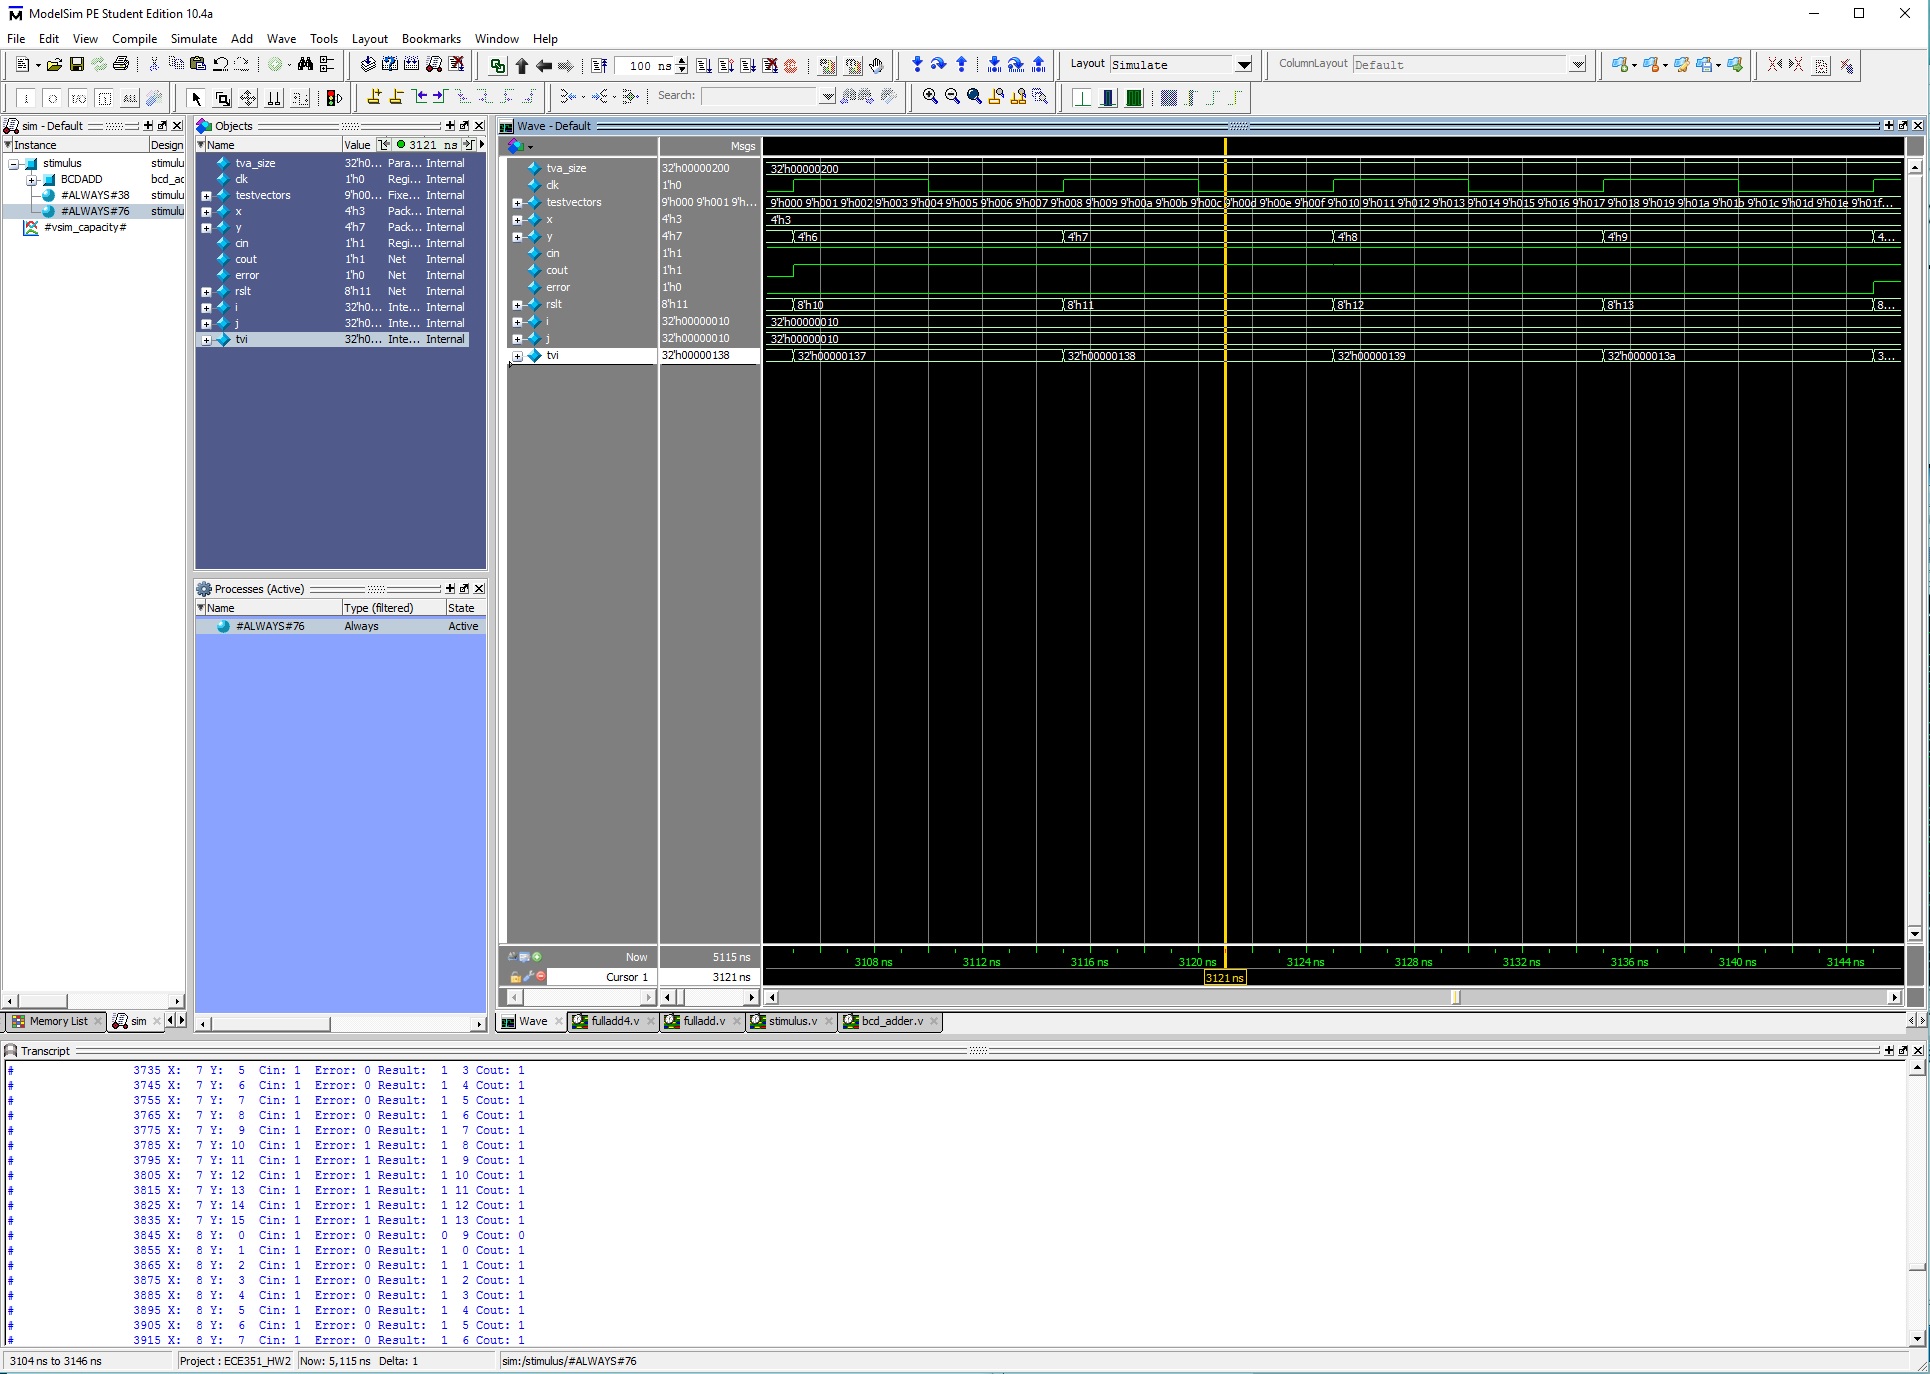 ModelSim PE Student Edition 10.4a
File Edit View Compile Simulate Add Wave Tools Layout Bookmarks Window Help
100 ns Layout Simulate ColumnLayout Default
Search:
sim - Default
Instance Design
stimulus stimulu
BCDADD bcd_ac
#ALWAYS#38 stimulu
#ALWAYS#76 stimulu
#vsim_capacity#
Memory List sim
Objects
Name Value 3121 ns
tva_size 32'h0... Para... Internal
clk 1'h0 Regi... Internal
testvectors 9'h00... Fixe... Internal
x 4'h3 Pack... Internal
y 4'h7 Pack... Internal
cin 1'h1 Regi... Internal
cout 1'h1 Net Internal
error 1'h0 Net Internal
rslt 8'h11 Net Internal
i 32'h0... Inte... Internal
j 32'h0... Inte... Internal
tvi 32'h0... Inte... Internal
Processes (Active)
Name Type (filtered) State
#ALWAYS#76 Always Active
Wave - Default
Msgs
tva_size 32'h00000200 32'h00000200
clk 1'h0
testvectors 9'h000 9'h001 9'h... 9'h000 9'h001 9'h002 9'h003 9'h004 9'h005 9'h006 9'h007 9'h008 9'h009 9'h00a 9'h00b 9'h00c 9'h00d 9'h00e 9'h00f 9'h010 9'h011 9'h012 9'h013 9'h014 9'h015 9'h016 9'h017 9'h018 9'h019 9'h01a 9'h01b 9'h01c 9'h01d 9'h01e 9'h01f...
x 4'h3 4'h3
y 4'h7 4'h6 4'h7 4'h8 4'h9 4...
cin 1'h1
cout 1'h1
error 1'h0
rslt 8'h11 8'h10 8'h11 8'h12 8'h13 8...
i 32'h00000010 32'h00000010
j 32'h00000010 32'h00000010
tvi 32'h00000138 32'h00000137 32'h00000138 32'h00000139 32'h0000013a 3...
Now 5115 ns 3108 ns 3112 ns 3116 ns 3120 ns 3124 ns 3128 ns 3132 ns 3136 ns 3140 ns 3144 ns
Cursor 1 3121 ns 3121 ns
Wave fulladd4.v fulladd.v stimulus.v bcd_adder.v
Transcript
# 3735 X: 7 Y: 5 Cin: 1 Error: 0 Result: 1 3 Cout: 1
# 3745 X: 7 Y: 6 Cin: 1 Error: 0 Result: 1 4 Cout: 1
# 3755 X: 7 Y: 7 Cin: 1 Error: 0 Result: 1 5 Cout: 1
# 3765 X: 7 Y: 8 Cin: 1 Error: 0 Result: 1 6 Cout: 1
# 3775 X: 7 Y: 9 Cin: 1 Error: 0 Result: 1 7 Cout: 1
# 3785 X: 7 Y: 10 Cin: 1 Error: 1 Result: 1 8 Cout: 1
# 3795 X: 7 Y: 11 Cin: 1 Error: 1 Result: 1 9 Cout: 1
# 3805 X: 7 Y: 12 Cin: 1 Error: 1 Result: 1 10 Cout: 1
# 3815 X: 7 Y: 13 Cin: 1 Error: 1 Result: 1 11 Cout: 1
# 3825 X: 7 Y: 14 Cin: 1 Error: 1 Result: 1 12 Cout: 1
# 3835 X: 7 Y: 15 Cin: 1 Error: 1 Result: 1 13 Cout: 1
# 3845 X: 8 Y: 0 Cin: 1 Error: 0 Result: 0 9 Cout: 0
# 3855 X: 8 Y: 1 Cin: 1 Error: 0 Result: 1 0 Cout: 1
# 3865 X: 8 Y: 2 Cin: 1 Error: 0 Result: 1 1 Cout: 1
# 3875 X: 8 Y: 3 Cin: 1 Error: 0 Result: 1 2 Cout: 1
# 3885 X: 8 Y: 4 Cin: 1 Error: 0 Result: 1 3 Cout: 1
# 3895 X: 8 Y: 5 Cin: 1 Error: 0 Result: 1 4 Cout: 1
# 3905 X: 8 Y: 6 Cin: 1 Error: 0 Result: 1 5 Cout: 1
# 3915 X: 8 Y: 7 Cin: 1 Error: 0 Result: 1 6 Cout: 1
3104 ns to 3146 ns Project : ECE351_HW2 Now: 5,115 ns Delta: 1 sim:/stimulus/#ALWAYS#76